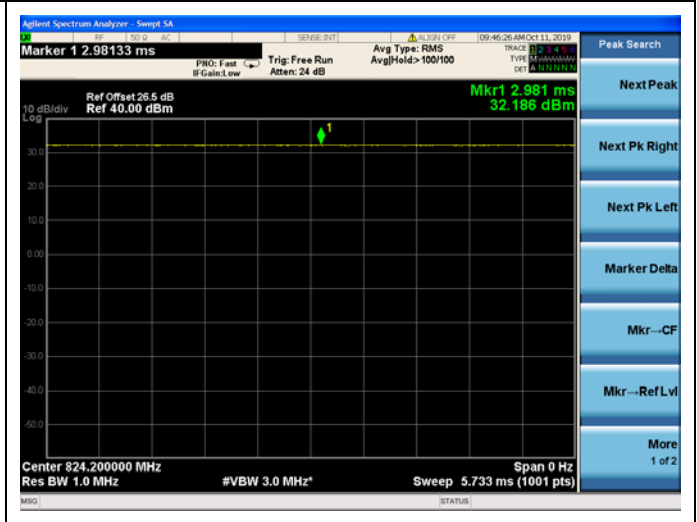 Agilent Spectrum Analyzer - Swept SA
RF 50 Ω AC SENSE:INT ALIGN OFF 09:46:26 AM Oct 11, 2019
Marker 1 2.98133 ms
PNO: Fast Trig: Free Run Avg Type: RMS TRACE 1 2 3 4 5 6
IFGain:Low Atten: 24 dB Avg|Hold:>100/100 TYPE
DET A N N N N N
Peak Search
Ref Offset 26.5 dB Mkr1 2.981 ms
10 dB/div Ref 40.00 dBm 32.186 dBm
Log
1
30.0
20.0
10.0
0.00
-10.0
-20.0
-30.0
-40.0
-50.0
Center 824.200000 MHz Span 0 Hz
Res BW 1.0 MHz #VBW 3.0 MHz* Sweep 5.733 ms (1001 pts)
MSG STATUS
Next Peak
Next Pk Right
Next Pk Left
Marker Delta
Mkr→CF
Mkr→Ref Lvl
More
1 of 2